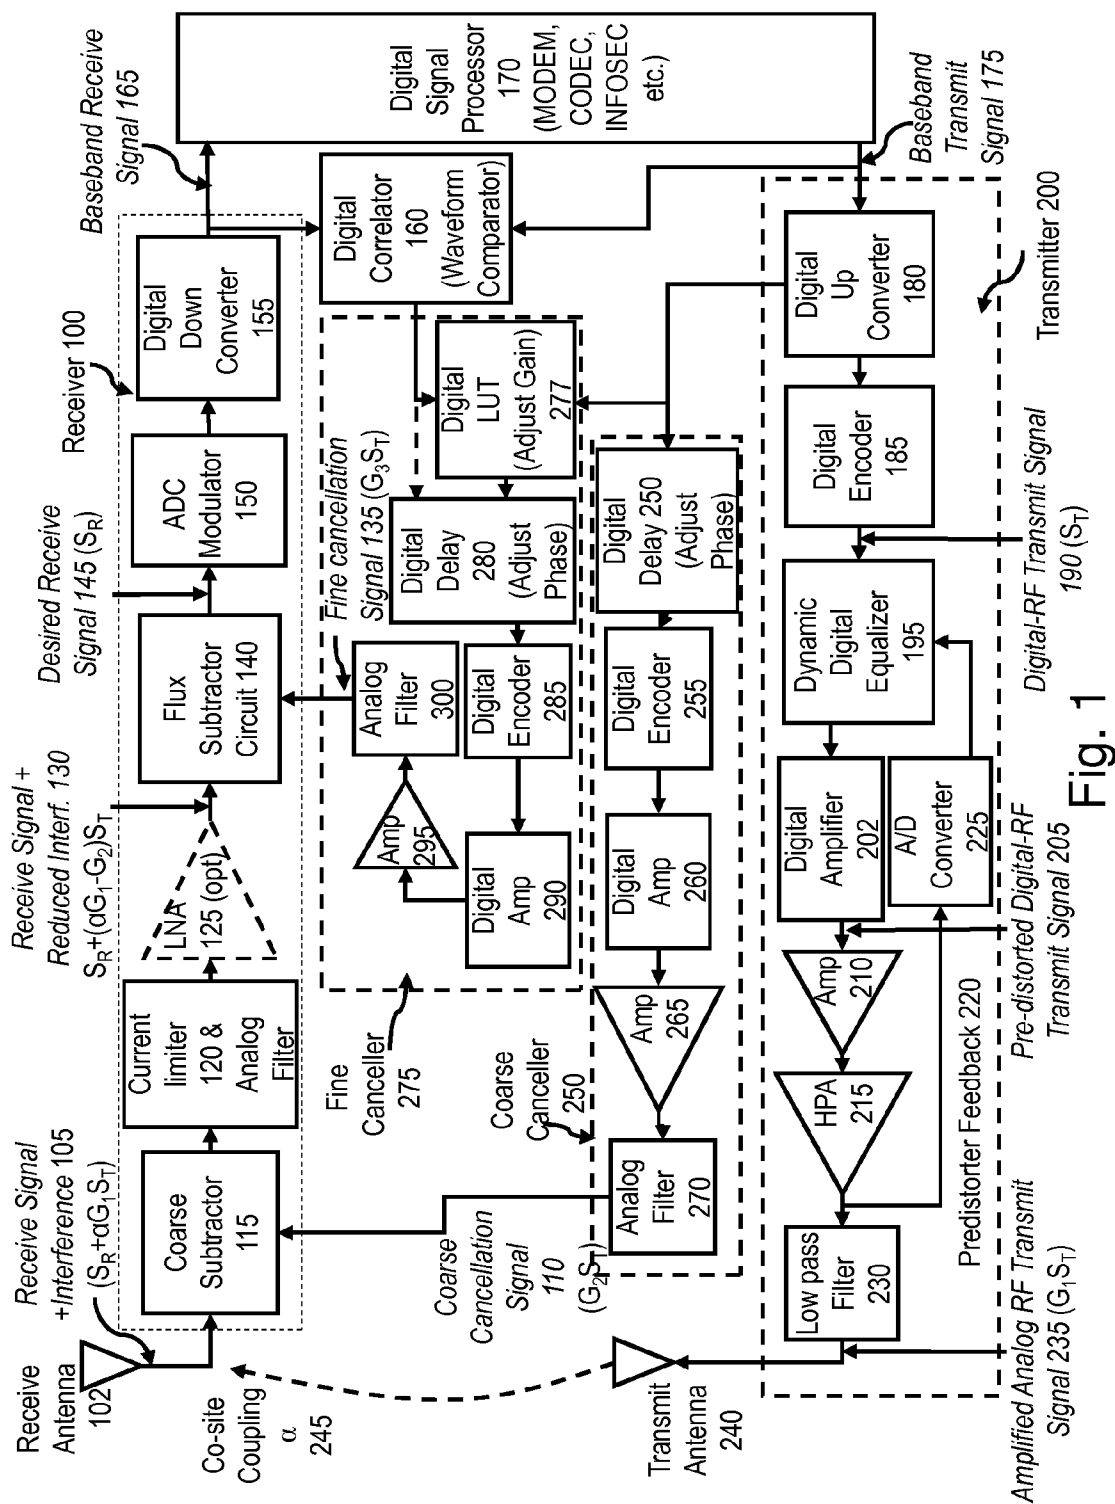 Receive
Antenna
102
Receive Signal
+Interference 105
(S_R+αG₁S_T)
Co-site
Coupling
α
245
Coarse
Subtractor
115
Current
limiter
120 &
Analog
Filter
LNA
125 (opt)
Receive Signal +
Reduced Interf. 130
S_R+(αG₁-G₂)S_T
Flux
Subtractor
Circuit 140
Desired Receive
Signal 145 (S_R)
ADC
Modulator
150
Receiver 100
Digital
Down
Converter
155
Baseband Receive
Signal 165
Digital
Signal
Processor
170
(MODEM,
CODEC,
INFOSEC
etc.)
Digital
Correlator
160
(Waveform
Comparator)
Fine
Canceller
275
Fine cancellation
Signal 135 (G₃S_T)
Analog
Filter
300
Amp
295
Digital
Amp
290
Digital
Encoder
285
Digital
Delay
280
(Adjust
Phase)
Digital
LUT
(Adjust Gain)
277
Coarse
Cancellation
Signal
110
(G₂S_T)
Coarse
Canceller
250
Analog
Filter
270
Amp
265
Digital
Amp
260
Digital
Encoder
255
Digital
Delay 250
(Adjust
Phase)
Transmit
Antenna
240
Low pass
Filter
230
HPA
215
Amp
210
Digital
Amplifier
202
A/D
Converter
225
Dynamic
Digital
Equalizer
195
Digital
Encoder
185
Digital
Up
Converter
180
Baseband
Transmit
Signal 175
Predistorter Feedback 220
Amplified Analog RF Transmit
Signal 235 (G₁S_T)
Pre-distorted Digital-RF
Transmit Signal 205
Digital-RF Transmit Signal
190 (S_T)
Transmitter 200
Fig. 1